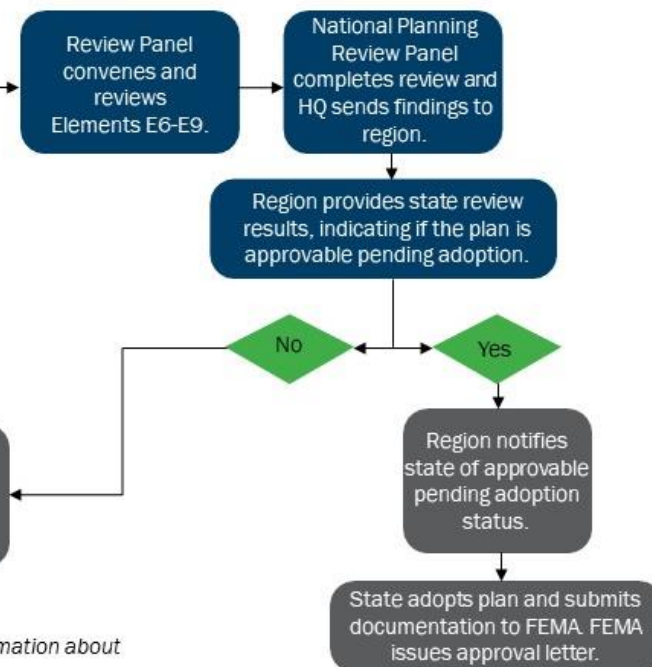 Review Panel
convenes and
reviews
Elements E6-E9.
National Planning
Review Panel
completes review and
HQ sends findings to
region.
Region provides state review
results, indicating if the plan is
approvable pending adoption.
No
Yes
Region notifies
state of approvable
pending adoption
status.
State adopts plan and submits
documentation to FEMA. FEMA
issues approval letter.
about